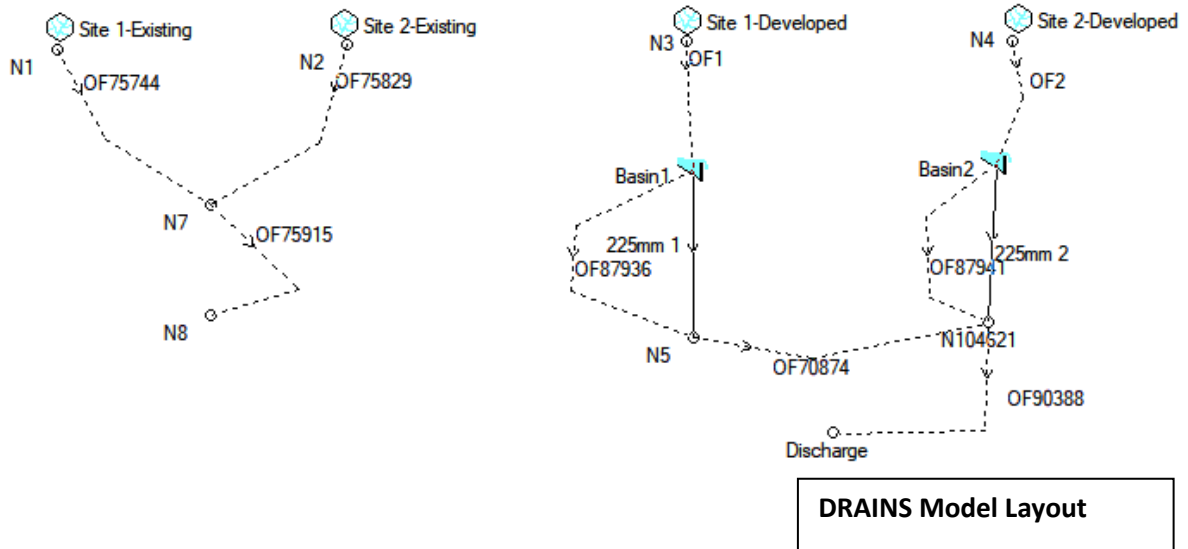 Site 1-Existing
Site 2-Existing
Site 1-Developed
Site 2-Developed
N1
N2
N3
N4
OF75744
OF75829
OF1
OF2
Basin1
Basin2
N7
OF75915
225mm 1
225mm 2
OF87936
OF87941
N8
N5
N104621
OF70874
OF90388
Discharge
DRAINS Model Layout